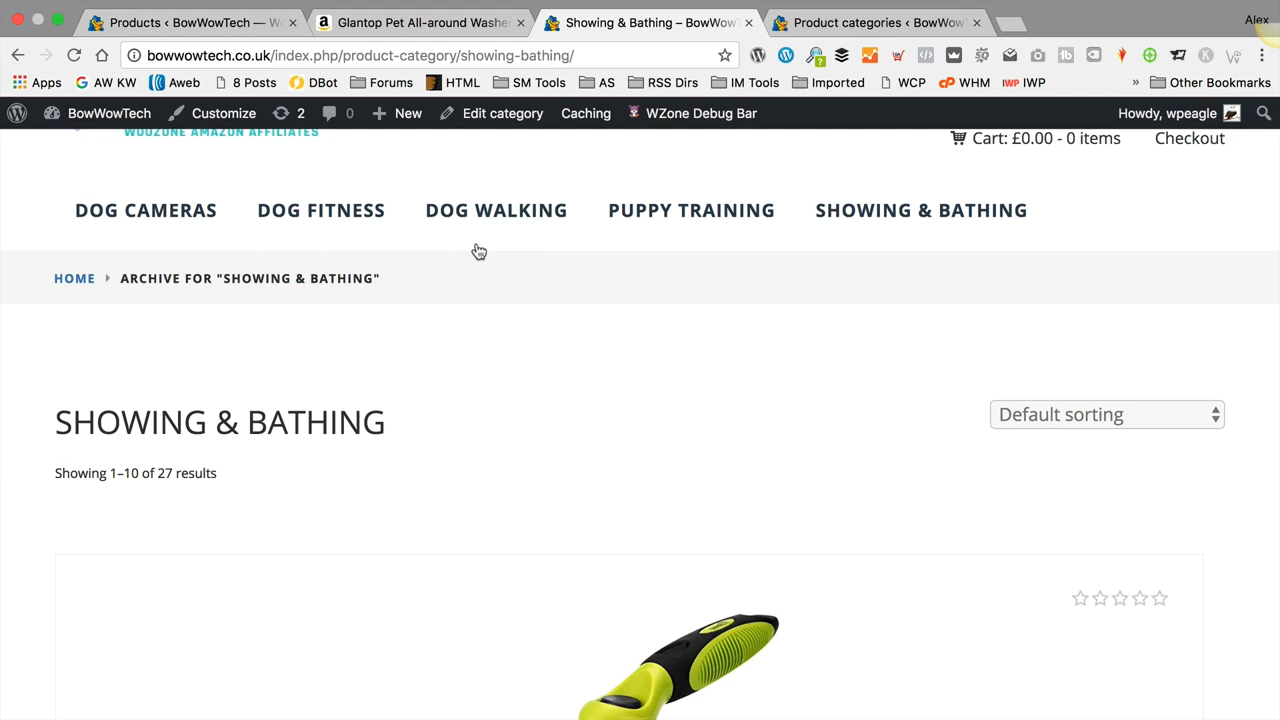 Products ‹ BowWowTech — W
Glantop Pet All-around Washer
Showing & Bathing – BowWowT
Product categories ‹ BowWowT
Alex
bowwowtech.co.uk/index.php/product-category/showing-bathing/
Apps AW KW Aweb 8 Posts DBot Forums HTML SM Tools AS RSS Dirs IM Tools Imported WCP WHM IWP IWP » Other Bookmarks
BowWowTech Customize 2 0 New Edit category Caching WZone Debug Bar Howdy, wpeagle
WOOZONE AMAZON AFFILIATES
Cart: £0.00 - 0 items Checkout
DOG CAMERAS DOG FITNESS DOG WALKING PUPPY TRAINING SHOWING & BATHING
HOME ARCHIVE FOR "SHOWING & BATHING"
SHOWING & BATHING
Default sorting
Showing 1–10 of 27 results